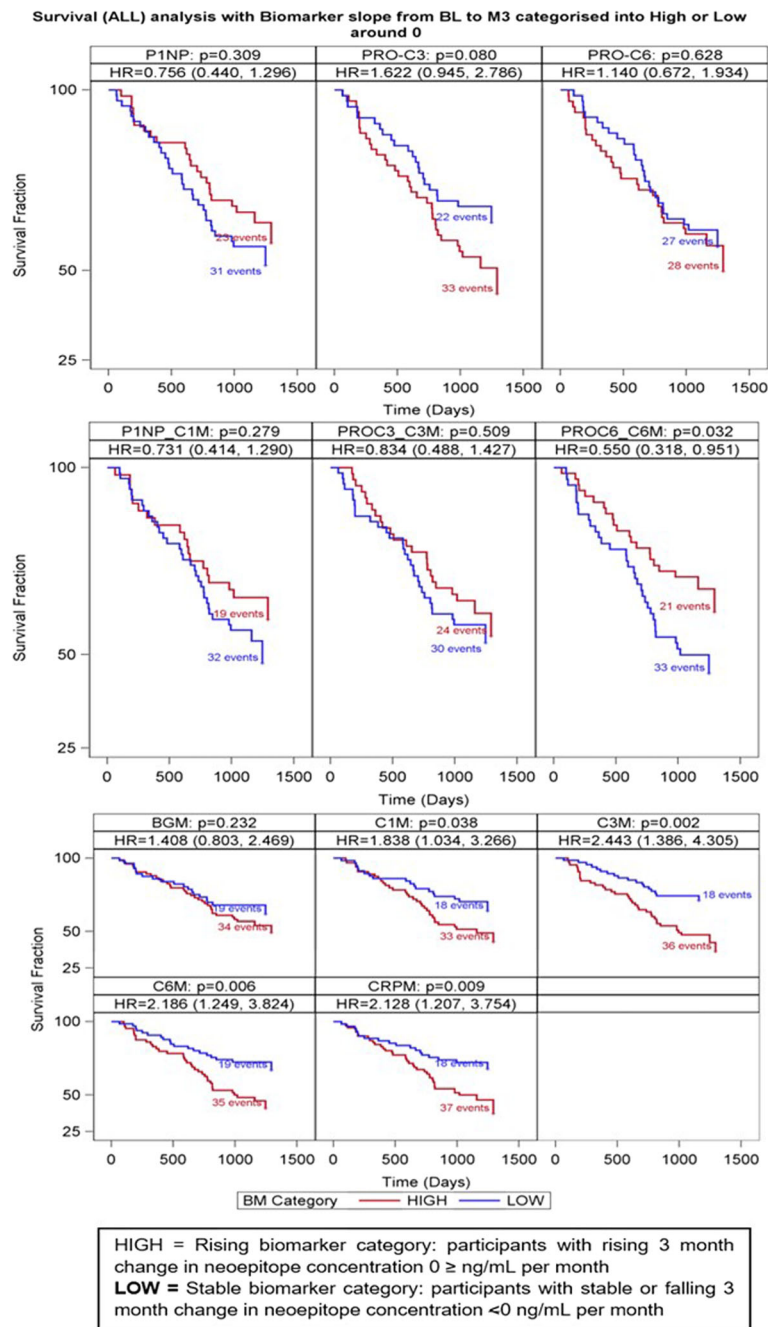 Survival (ALL) analysis with Biomarker slope from BL to M3 categorised into High or Low
around 0
P1NP: p=0.309 PRO-C3: p=0.080 PRO-C6: p=0.628
HR=0.756 (0.440, 1.296) HR=1.622 (0.945, 2.786) HR=1.140 (0.672, 1.934)
100
50
25
Survival Fraction
23 events
31 events
22 events
33 events
27 events
28 events
0 500 1000 1500 0 500 1000 1500 0 500 1000 1500
Time (Days)
P1NP_C1M: p=0.279 PROC3_C3M: p=0.509 PROC6_C6M: p=0.032
HR=0.731 (0.414, 1.290) HR=0.834 (0.488, 1.427) HR=0.550 (0.318, 0.951)
100
50
25
Survival Fraction
19 events
32 events
24 events
30 events
21 events
33 events
0 500 1000 1500 0 500 1000 1500 0 500 1000 1500
Time (Days)
BGM: p=0.232 C1M: p=0.038 C3M: p=0.002
HR=1.408 (0.803, 2.469) HR=1.838 (1.034, 3.266) HR=2.443 (1.386, 4.305)
100
50
25
Survival Fraction
19 events
34 events
18 events
33 events
18 events
36 events
C6M: p=0.006 CRPM: p=0.009
HR=2.186 (1.249, 3.824) HR=2.128 (1.207, 3.754)
100
50
25
19 events
35 events
18 events
37 events
0 500 1000 1500 0 500 1000 1500 0 500 1000 1500
Time (Days)
BM Category HIGH LOW
HIGH = Rising biomarker category: participants with rising 3 month
change in neoepitope concentration 0 ≥ ng/mL per month
LOW = Stable biomarker category: participants with stable or falling 3
month change in neoepitope concentration <0 ng/mL per month